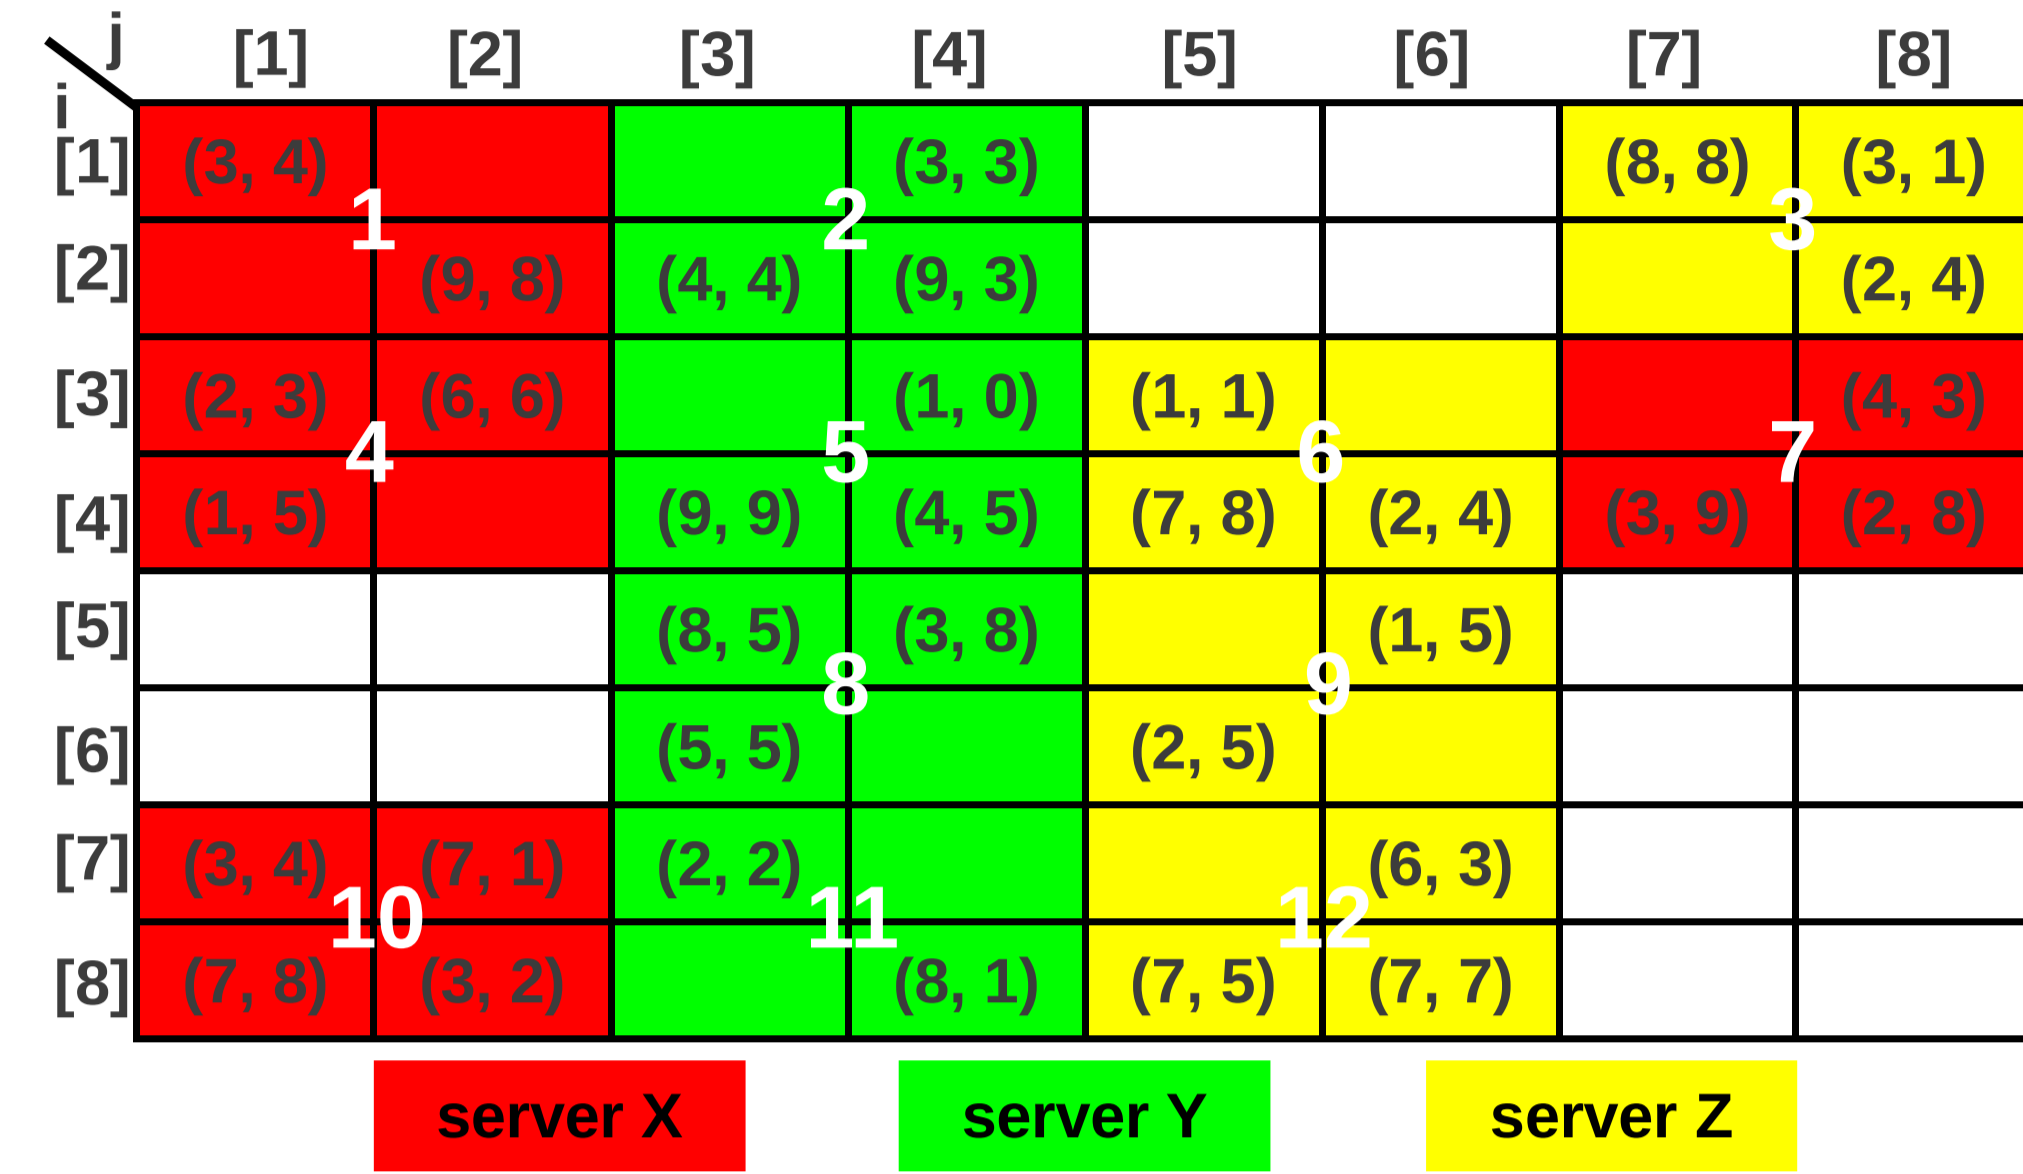 j
i
[1] [2] [3] [4] [5] [6] [7] [8]
[1] (3, 4) (3, 3) (8, 8) (3, 1)
1 2 3
[2] (9, 8) (4, 4) (9, 3) (2, 4)
[3] (2, 3) (6, 6) (1, 0) (1, 1) (4, 3)
4 5 6 7
[4] (1, 5) (9, 9) (4, 5) (7, 8) (2, 4) (3, 9) (2, 8)
[5] (8, 5) (3, 8) (1, 5)
8 9
[6] (5, 5) (2, 5)
[7] (3, 4) (7, 1) (2, 2) (6, 3)
10 11 12
[8] (7, 8) (3, 2) (8, 1) (7, 5) (7, 7)
server X server Y server Z